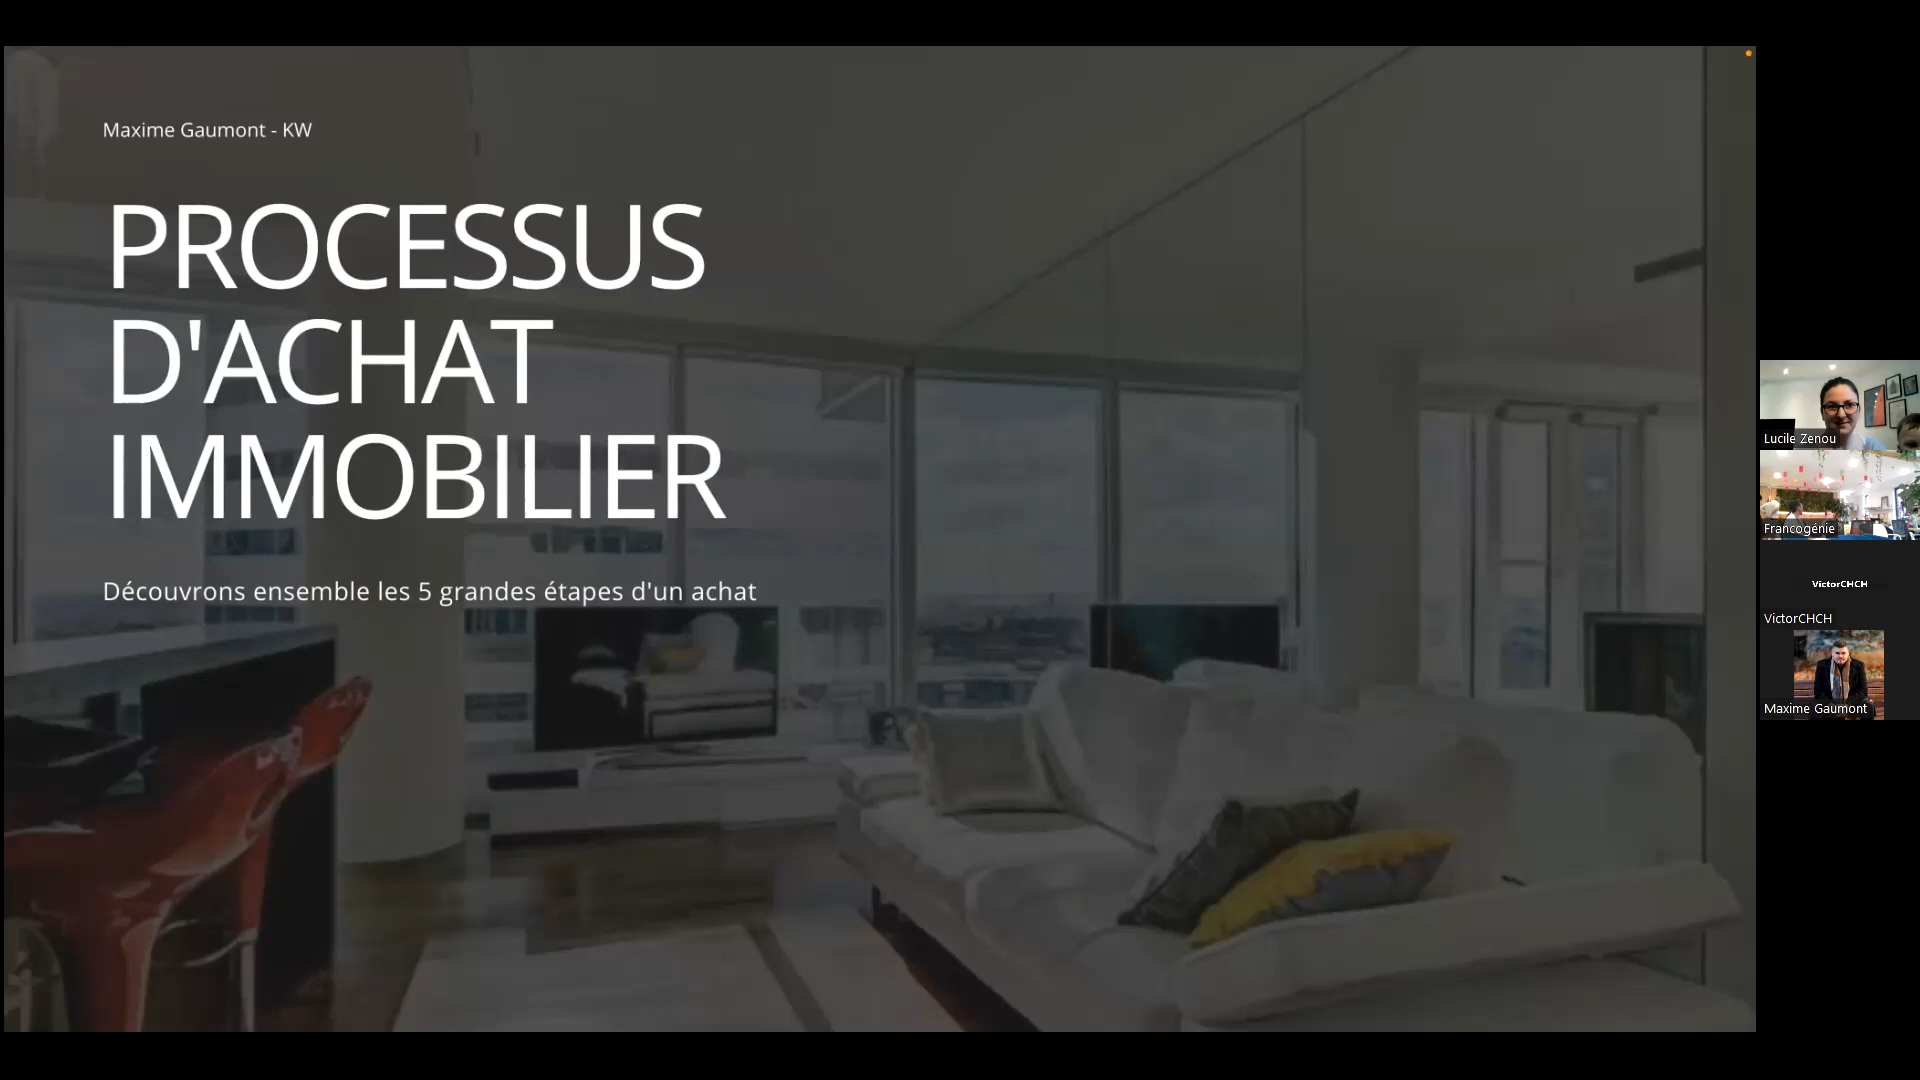 Maxime Gaumont - KW
PROCESSUS
D'ACHAT
IMMOBILIER
Découvrons ensemble les 5 grandes étapes d'un achat
Lucile Zenou
Francogénie
VictorCHCH
VictorCHCH
Maxime Gaumont